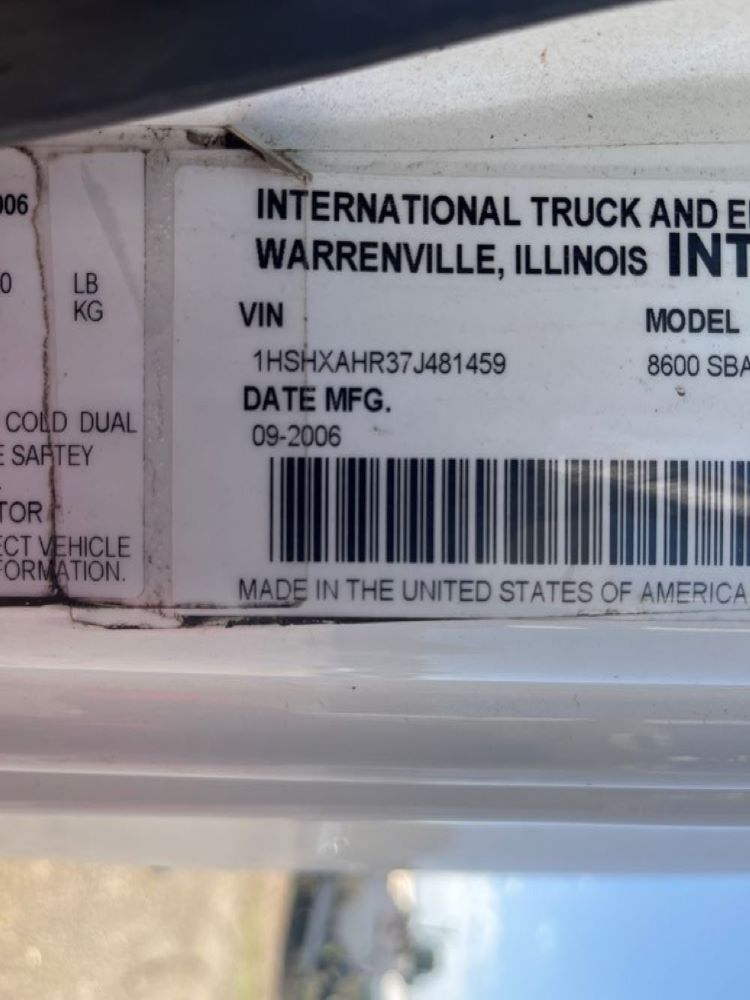 006
0 LB
KG
COLD DUAL
E SAFTEY
TOR
ECT VEHICLE
FORMATION.
INTERNATIONAL TRUCK AND E
WARRENVILLE, ILLINOIS INT
VIN MODEL
1HSHXAHR37J481459 8600 SBA
DATE MFG.
09-2006
MADE IN THE UNITED STATES OF AMERICA